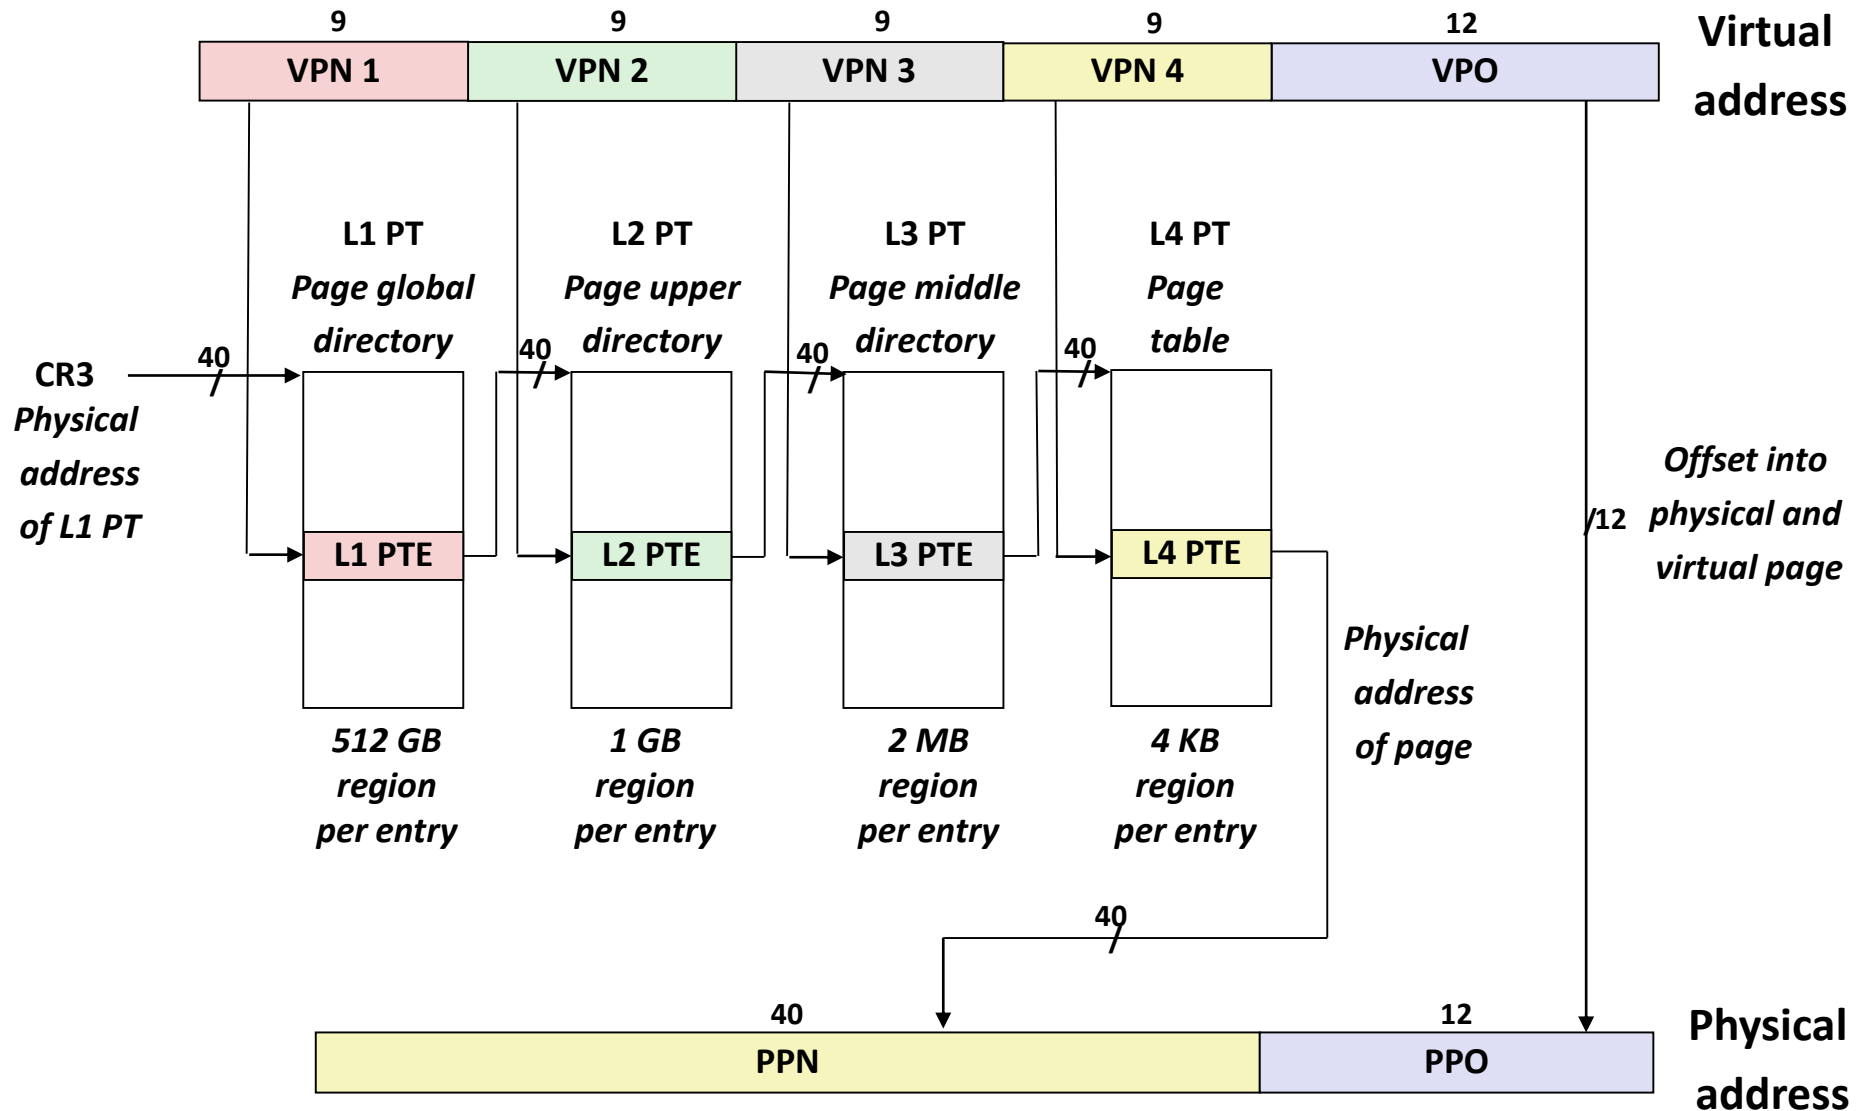 9
9
9
9
12
VPN 1
VPN 2
VPN 3
VPN 4
VPO
Virtual
address
L1 PT
Page global
directory
L2 PT
Page upper
directory
L3 PT
Page middle
directory
L4 PT
Page
table
CR3
Physical
address
of L1 PT
40
40
40
40
L1 PTE
L2 PTE
L3 PTE
L4 PTE
/12
Offset into
physical and
virtual page
512 GB
region
per entry
1 GB
region
per entry
2 MB
region
per entry
4 KB
region
per entry
Physical
address
of page
40
40
12
PPN
PPO
Physical
address